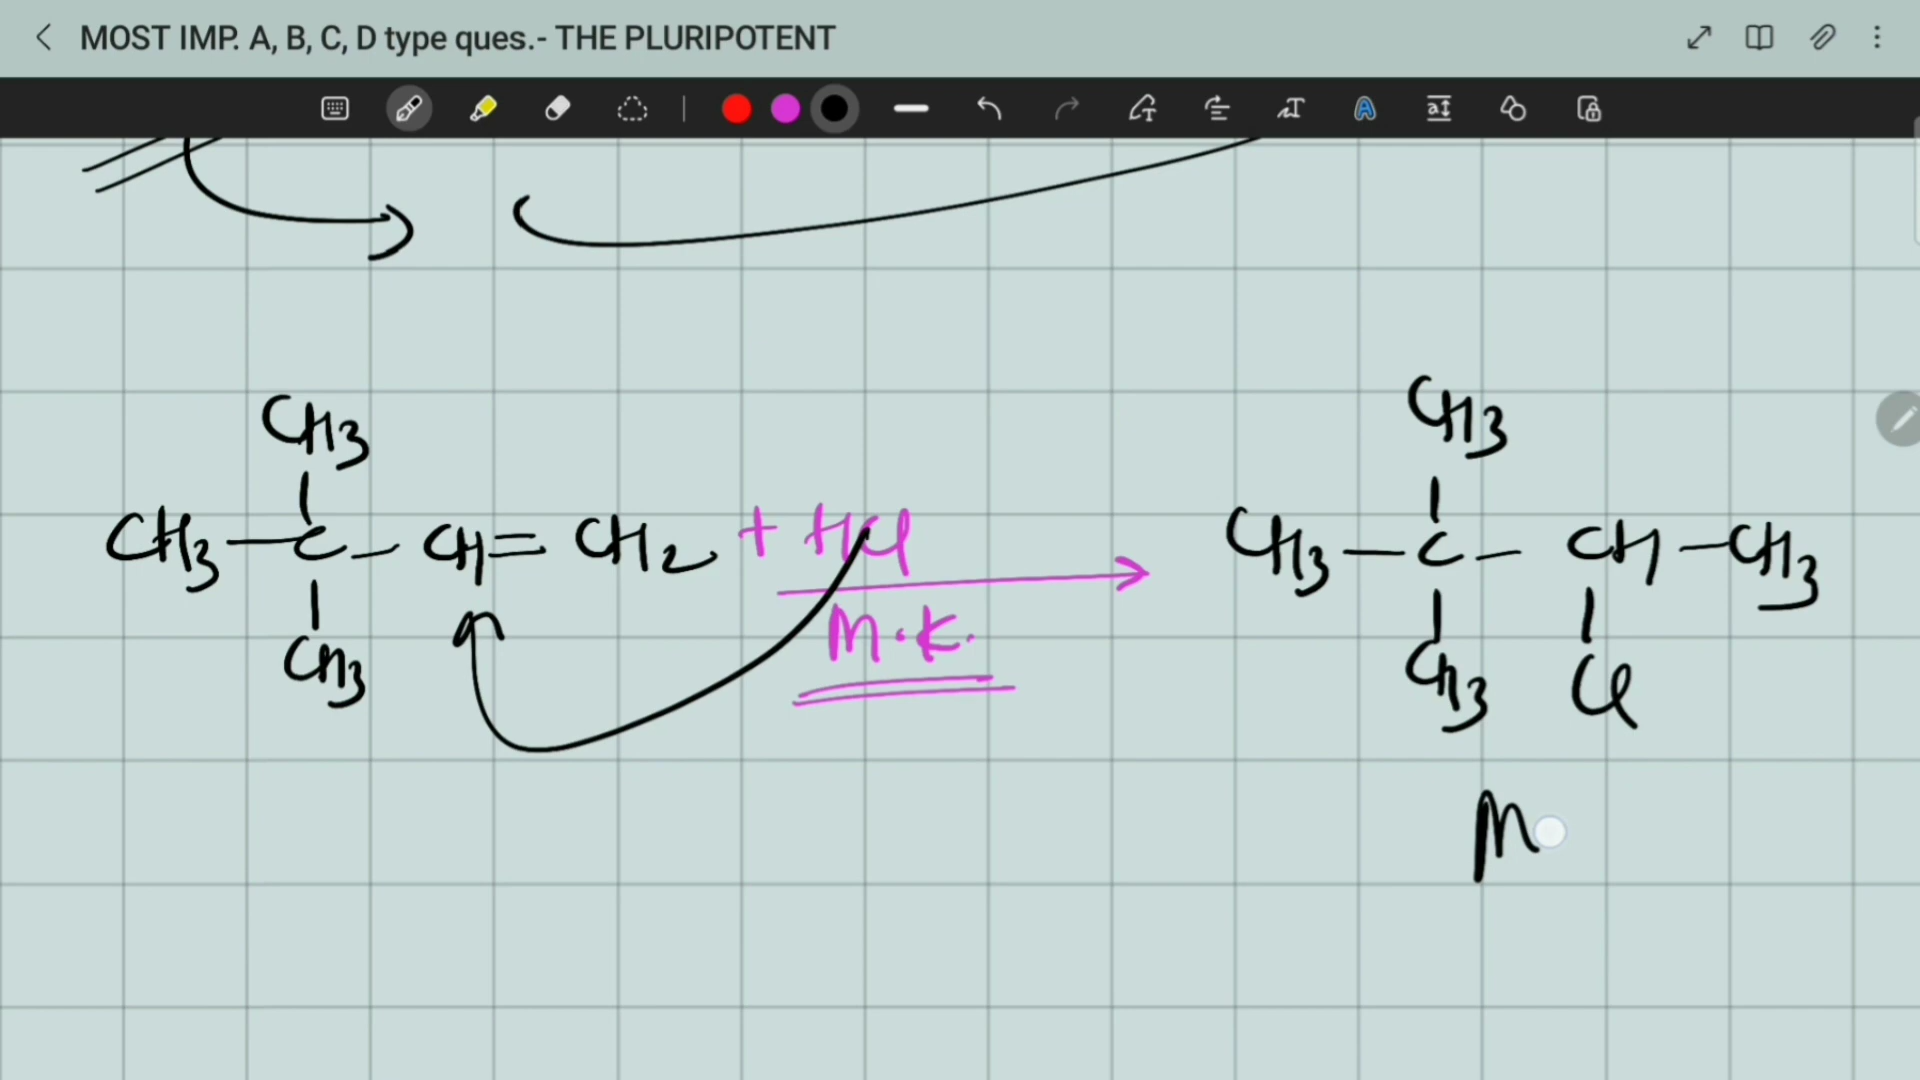 MOST IMP. A, B, C, D type ques.- THE PLURIPOTENT
CH3
CH3 — C — CH = CH2 + HCl
CH3
M.K.
CH3
CH3 — C — CH — CH3
CH3 Cl
M